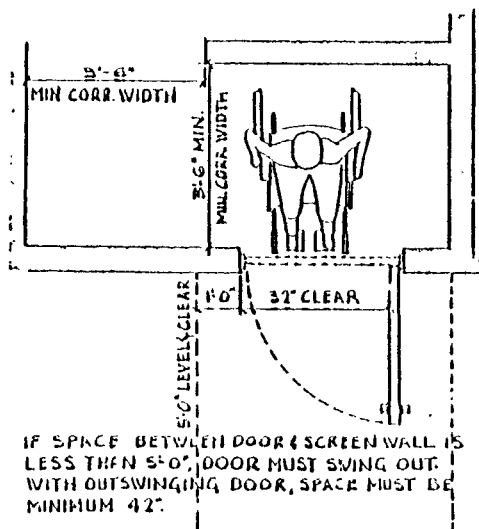 3'-6"
MIN CORR. WIDTH
3'-6" MIN.
MIN. CORR WIDTH
5'-0" LEVEL & CLEAR
1'-0"
32" CLEAR
IF SPACE BETWEEN DOOR & SCREEN WALL IS
LESS THAN 5'-0", DOOR MUST SWING OUT.
WITH OUTSWINGING DOOR, SPACE MUST BE
MINIMUM 42".